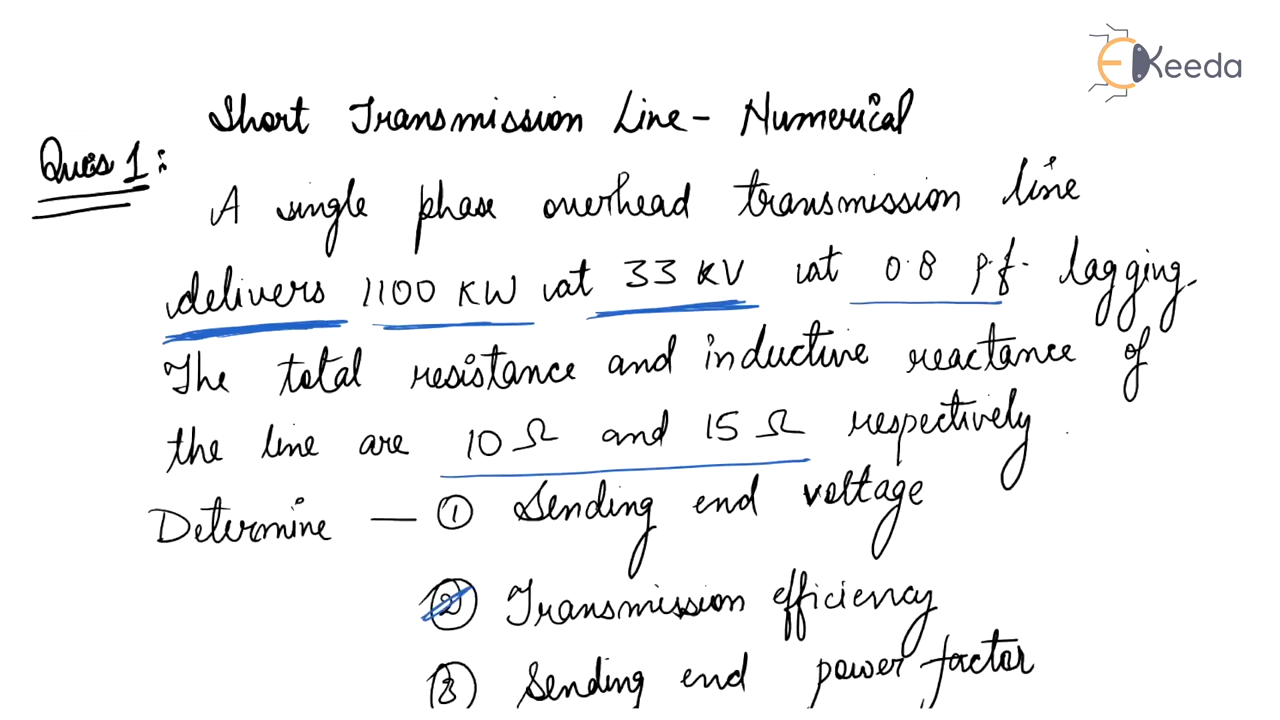 EKeeda
Short Transmission Line - Numerical
Ques 1:
A single phase overhead transmission line
delivers 1100 KW at 33 KV at 0.8 p.f. lagging.
The total resistance and inductive reactance of
the line are 10 Ω and 15 Ω respectively.
Determine — ① Sending end voltage
② Transmission efficiency
③ Sending end power factor